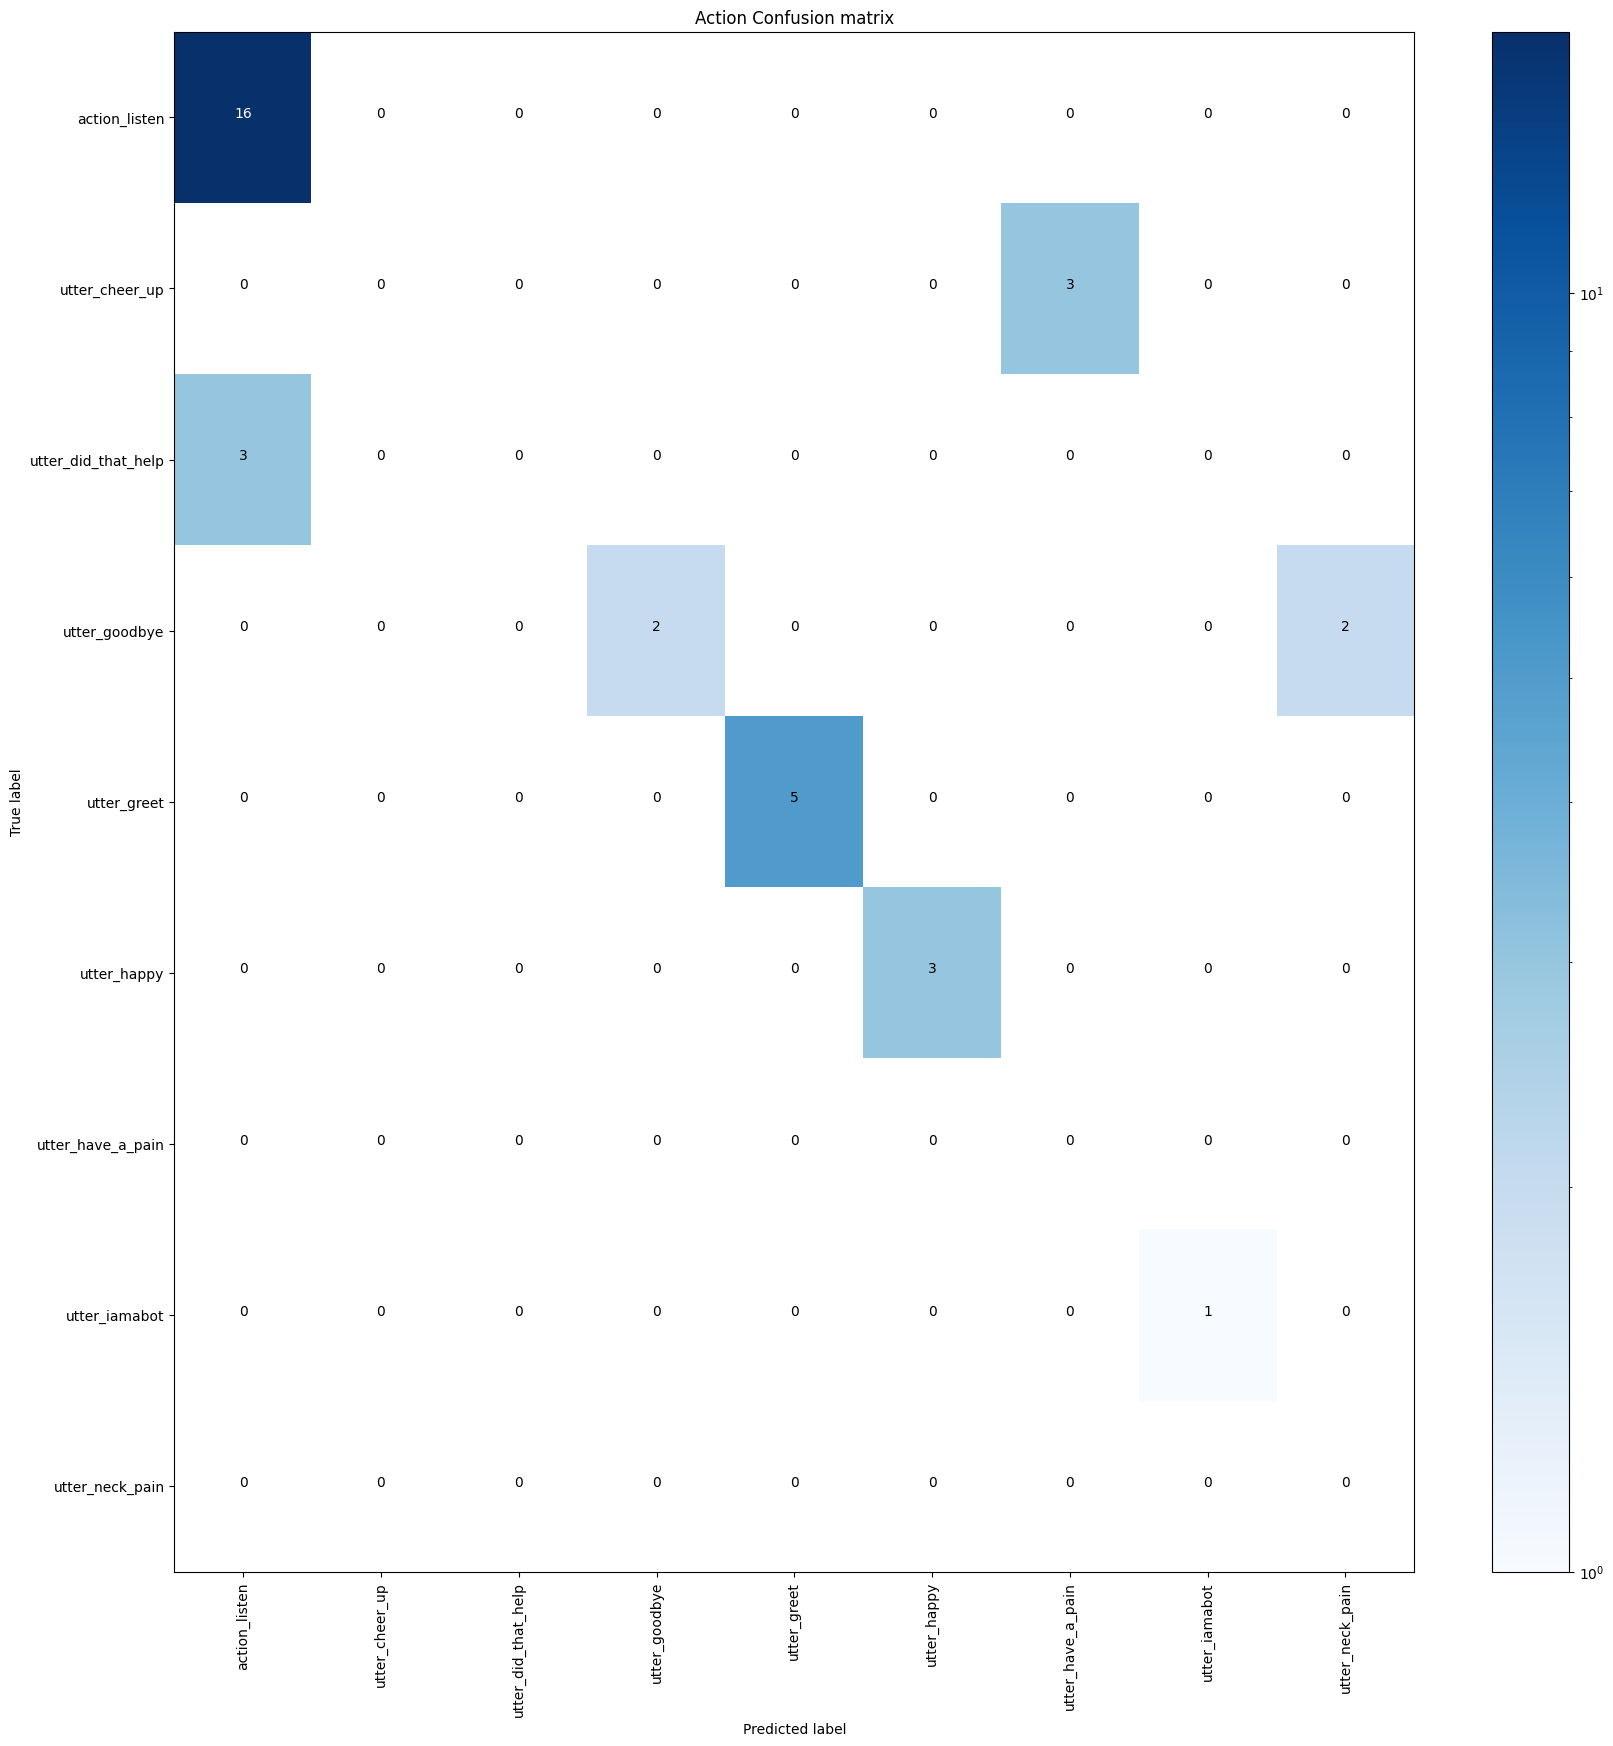 Action Confusion matrix
action_listen 16 0 0 0 0 0 0 0 0
utter_cheer_up 0 0 0 0 0 0 3 0 0
utter_did_that_help 3 0 0 0 0 0 0 0 0
utter_goodbye 0 0 0 2 0 0 0 0 2
utter_greet 0 0 0 0 5 0 0 0 0
utter_happy 0 0 0 0 0 3 0 0 0
utter_have_a_pain 0 0 0 0 0 0 0 0 0
utter_iamabot 0 0 0 0 0 0 0 1 0
utter_neck_pain 0 0 0 0 0 0 0 0 0
True label
action_listen
utter_cheer_up
utter_did_that_help
utter_goodbye
utter_greet
utter_happy
utter_have_a_pain
utter_iamabot
utter_neck_pain
Predicted label
10¹
10⁰